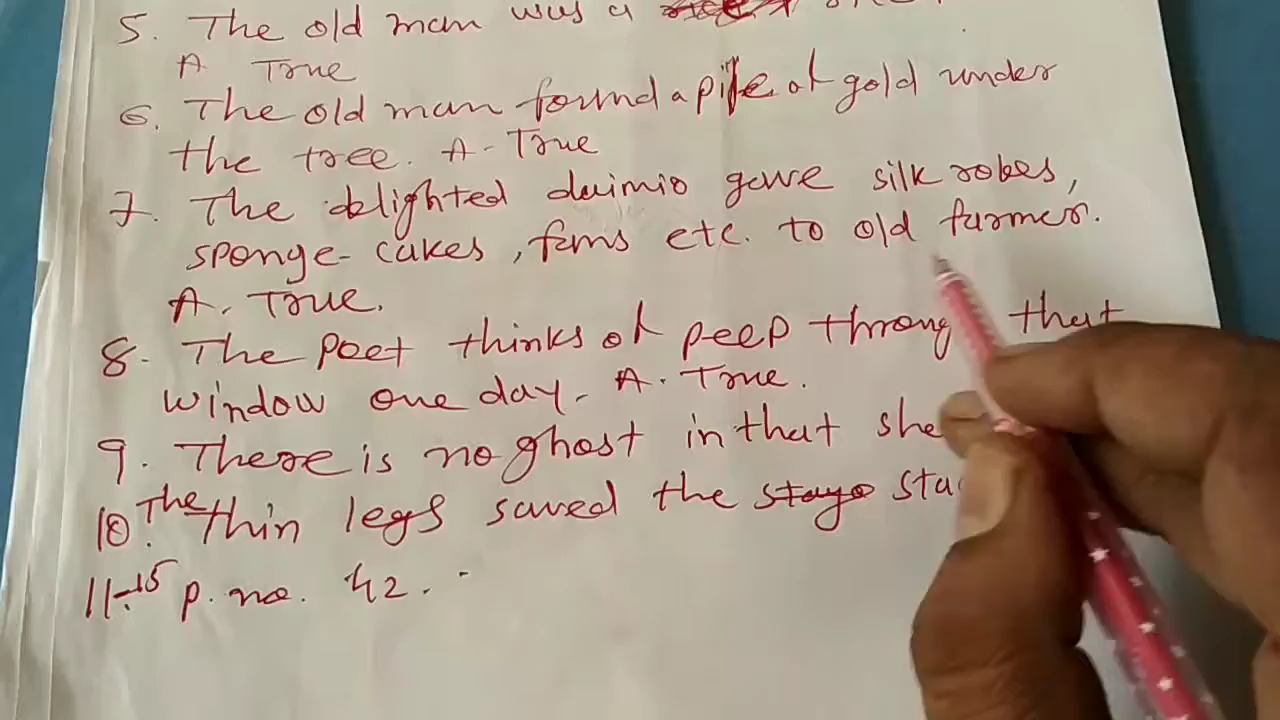 5. The old man was a
A True
6. The old man found a pile of gold under
the tree. A - True
7. The delighted daimio gave silk robes,
sponge-cakes, fans etc. to old farmer.
A. True.
8. The poet thinks of peep throng that
window one day. A. True.
9. There is no ghost in that
10. The thin legs saved the
11-15 p. no. 42.